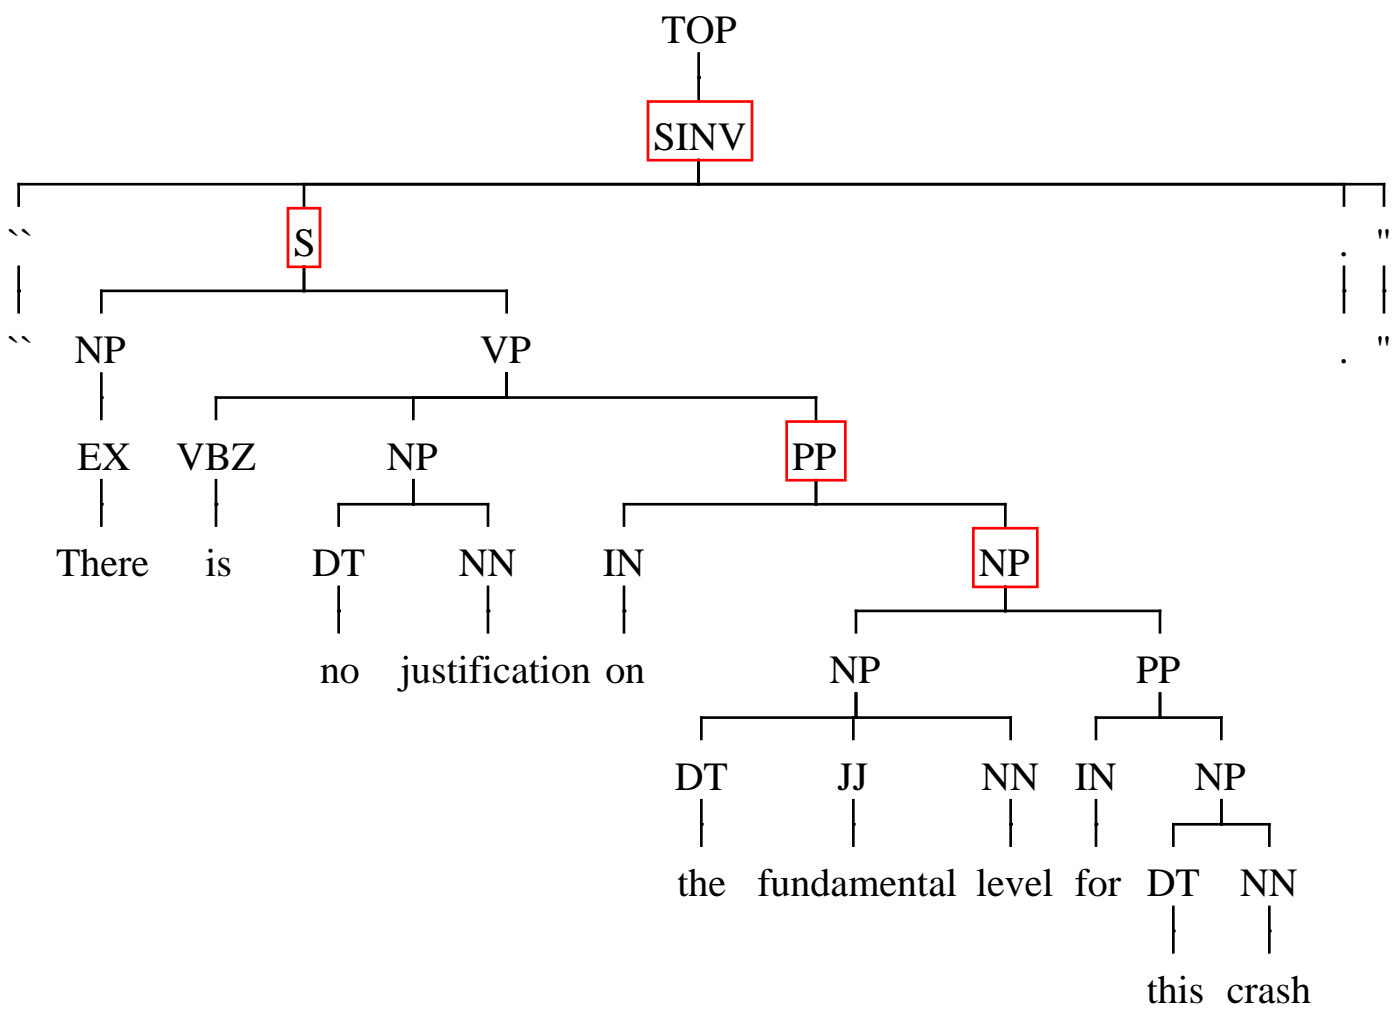 TOP
SINV
`` S . "
`` NP VP . "
EX VBZ NP PP
There is DT NN IN NP
no justification on NP PP
DT JJ NN IN NP
the fundamental level for DT NN
this crash